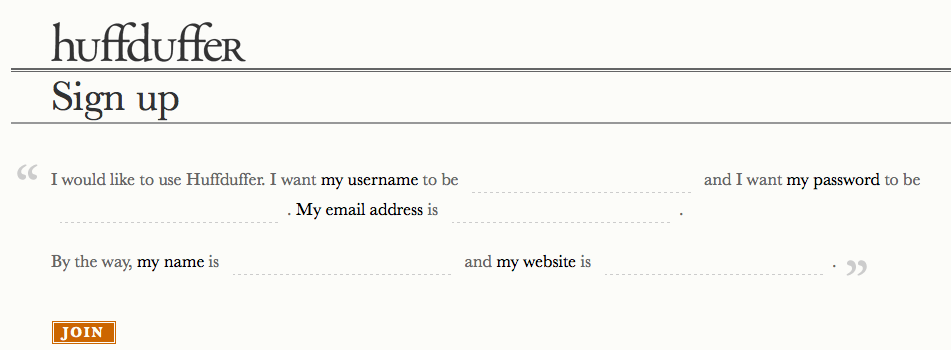 huffduffer
Sign up
“ I would like to use Huffduffer. I want my username to be and I want my password to be
. My email address is .
By the way, my name is and my website is . ”
JOIN